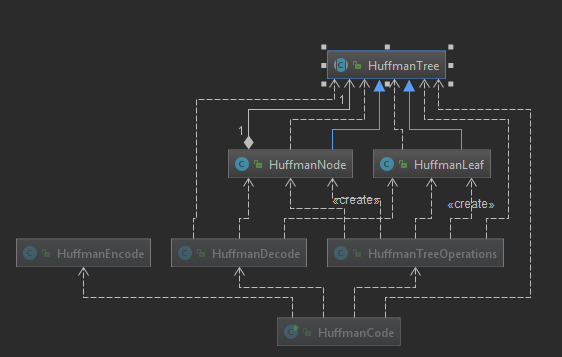 HuffmanTree
1
1
HuffmanNode
HuffmanLeaf
«create»
«create»
HuffmanEncode
HuffmanDecode
HuffmanTreeOperations
HuffmanCode